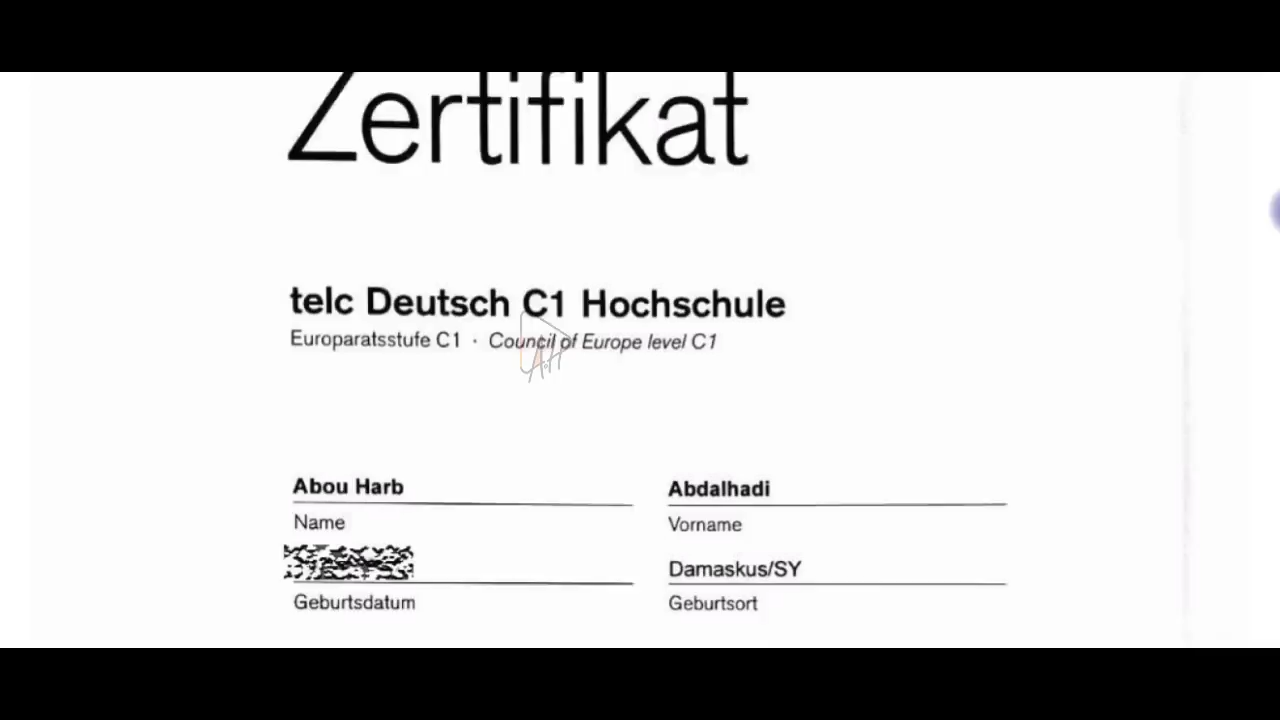 Zertifikat
telc Deutsch C1 Hochschule
Europaratsstufe C1 · Council of Europe level C1
Abou Harb Abdalhadi
Name Vorname
Damaskus/SY
Geburtsdatum Geburtsort